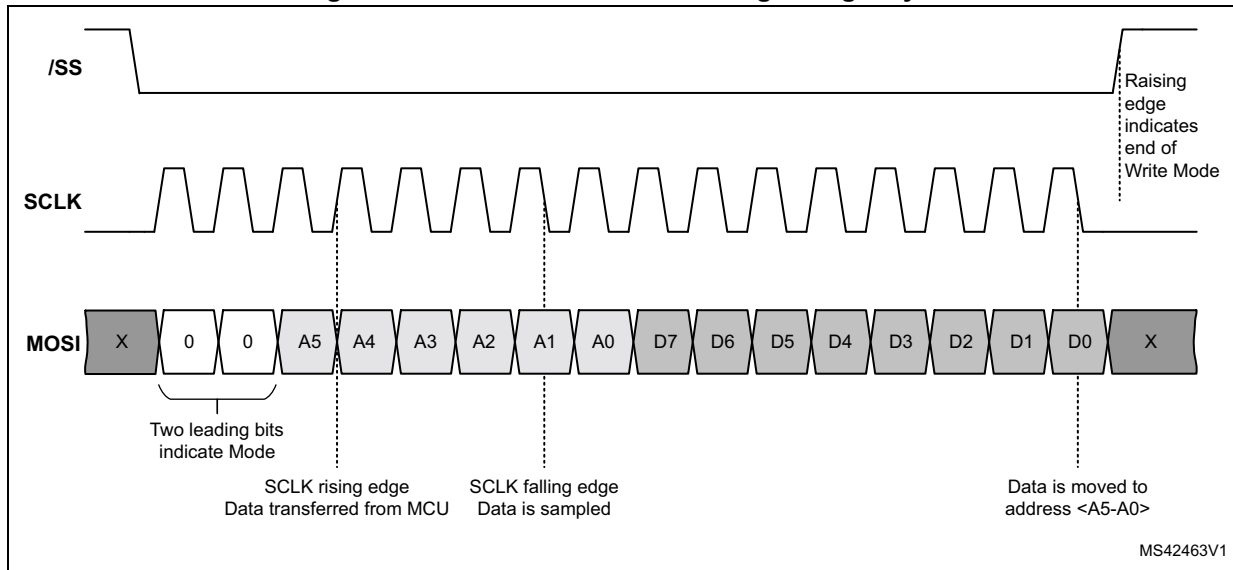 /SS
Raising
edge
indicates
end of
Write Mode
SCLK
MOSI X 0 0 A5 A4 A3 A2 A1 A0 D7 D6 D5 D4 D3 D2 D1 D0 X
Two leading bits
indicate Mode
SCLK rising edge
Data transferred from MCU
SCLK falling edge
Data is sampled
Data is moved to
address <A5-A0>
MS42463V1